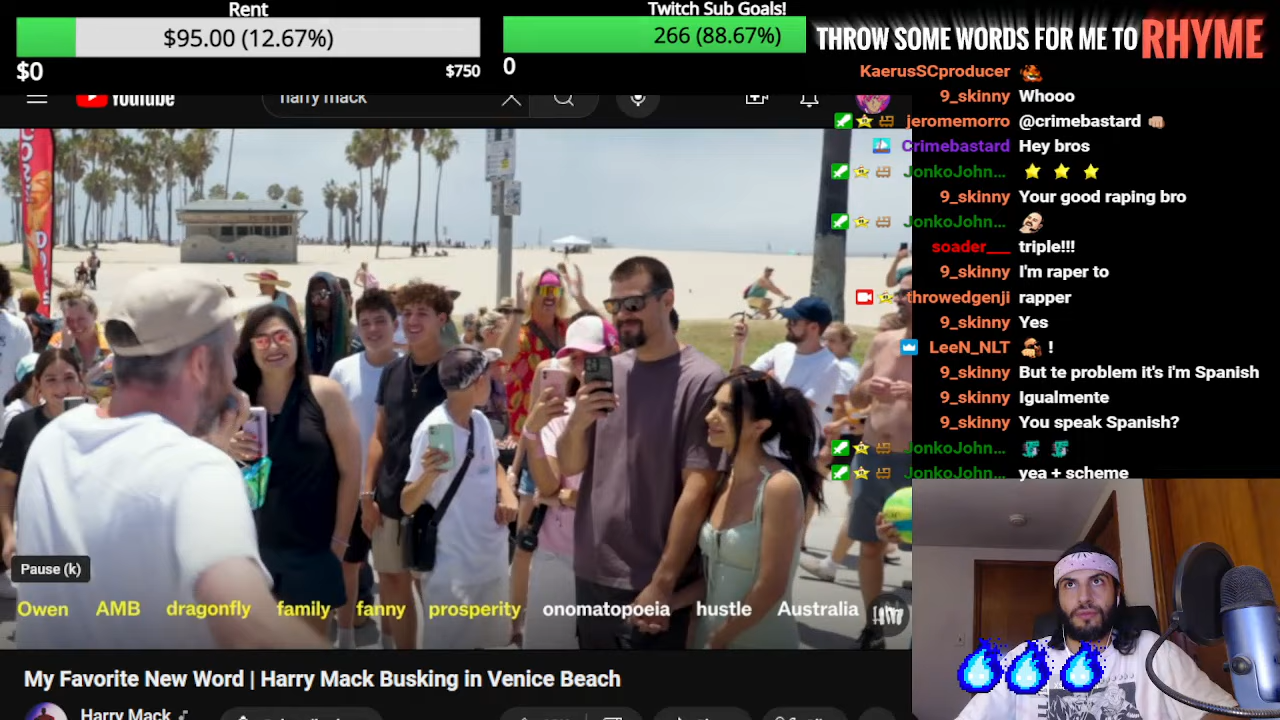 Rent
$95.00 (12.67%)
$0
$750
Twitch Sub Goals!
266 (88.67%)
0
THROW SOME WORDS FOR ME TO RHYME
YouTube
harry mack
KaerusSCproducer
9_skinny Whooo
jeromemorro @crimebastard
Crimebastard Hey bros
JonkoJohn...
9_skinny Your good raping bro
JonkoJohn...
soader___ triple!!!
9_skinny I'm raper to
throwedgenji rapper
9_skinny Yes
LeeN_NLT !
9_skinny But te problem it's i'm Spanish
9_skinny Igualmente
9_skinny You speak Spanish?
JonkoJohn...
JonkoJohn... yea + scheme
Pause (k)
Owen AMB dragonfly family fanny prosperity onomatopoeia hustle Australia
HM
My Favorite New Word | Harry Mack Busking in Venice Beach
Harry Mack